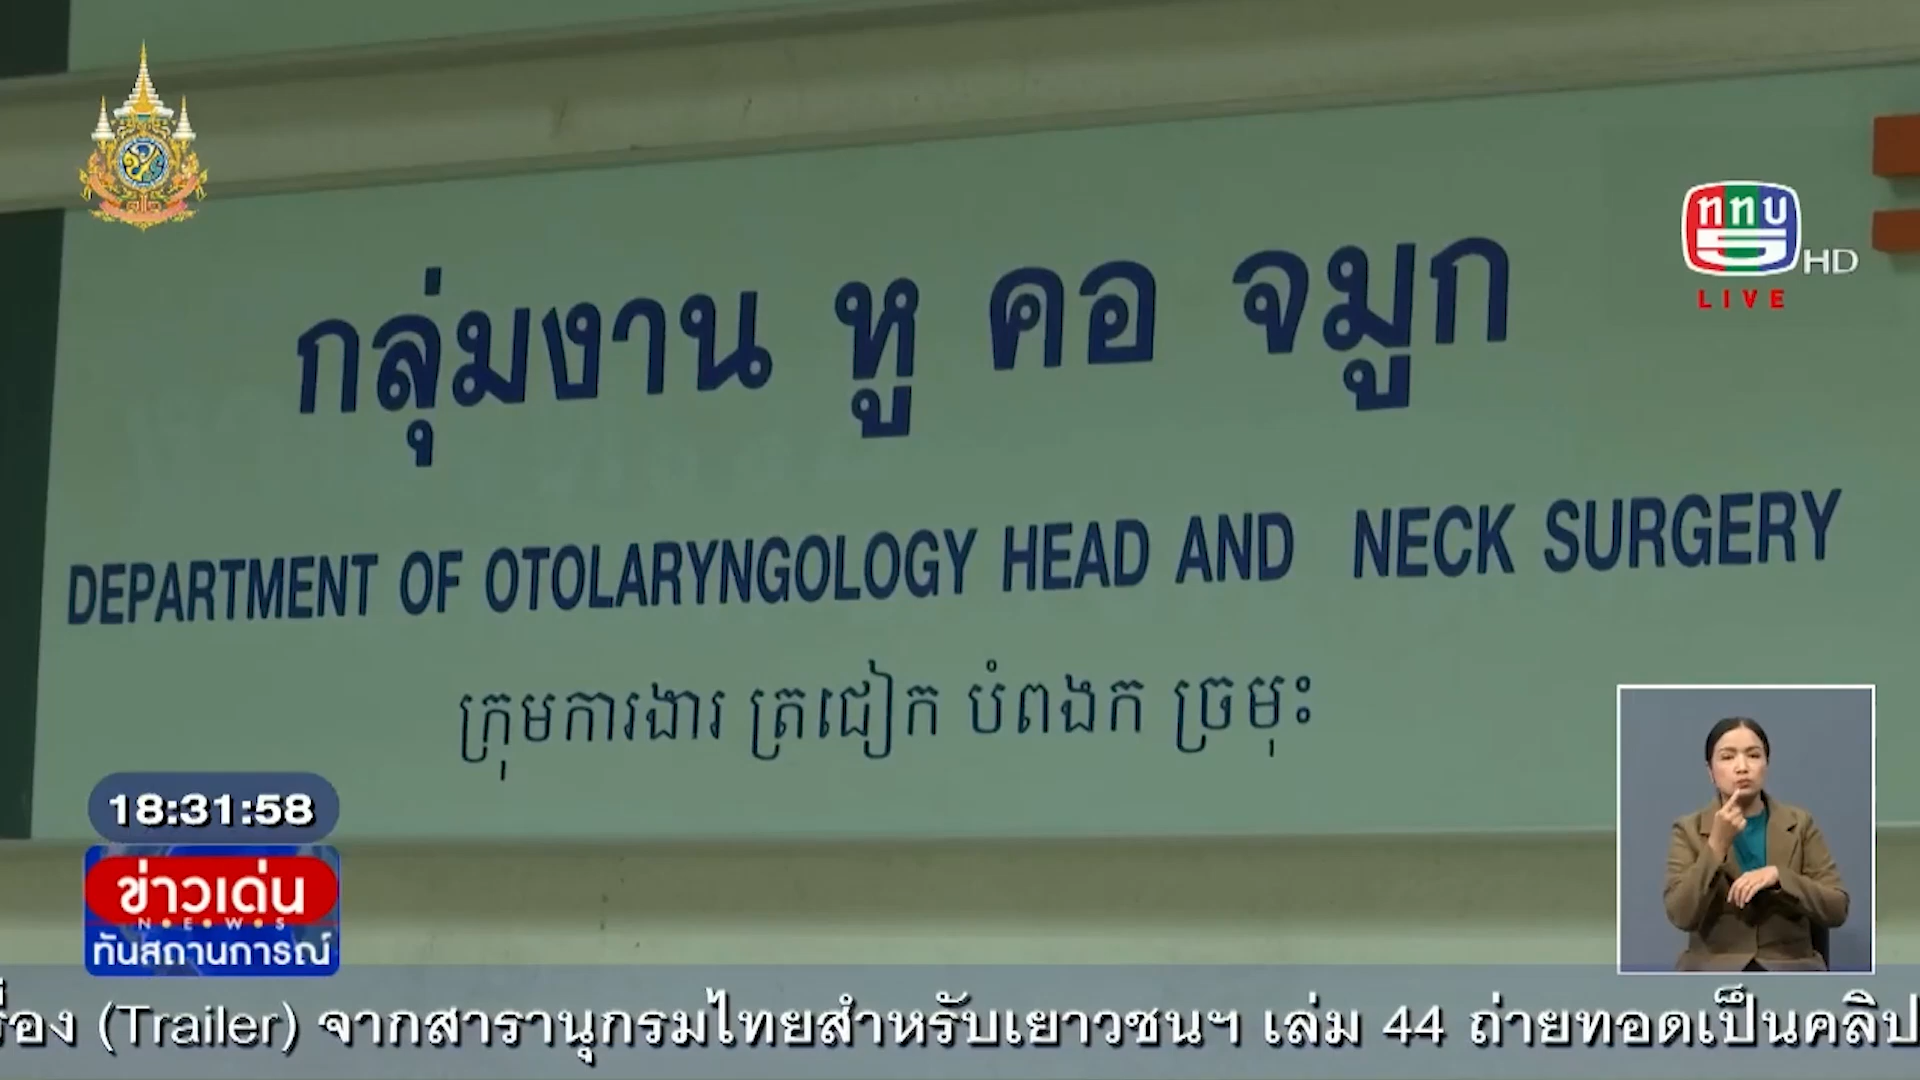 ททบ
5 HD
LIVE
กลุ่มงาน หู คอ จมูก
DEPARTMENT OF OTOLARYNGOLOGY HEAD AND NECK SURGERY
ក្រុមការងារ ត្រជៀក បំពងក ច្រមុះ
18:31:58
ข่าวเด่น
NEWS
ทันสถานการณ์
รื่อง (Trailer) จากสารานุกรมไทยสำหรับเยาวชนฯ เล่ม 44 ถ่ายทอดเป็นคลิป